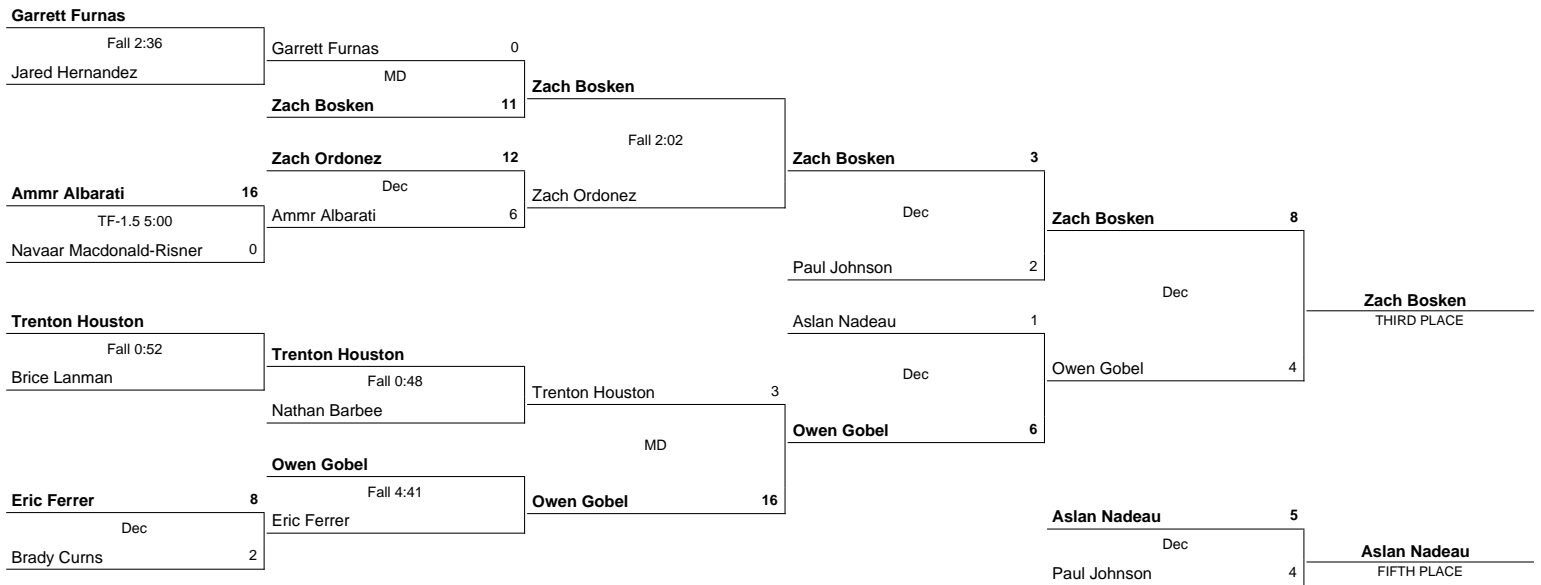 Garrett Furnas
Fall 2:36
Jared Hernandez
Garrett Furnas 0
MD
Zach Bosken 11
Zach Bosken
Fall 2:02
Zach Ordonez
Zach Ordonez 12
Dec
Ammr Albarati 6
Ammr Albarati 16
TF-1.5 5:00
Navaar Macdonald-Risner 0
Zach Bosken 3
Dec
Paul Johnson 2
Zach Bosken 8
Dec
Owen Gobel 4
Zach Bosken
THIRD PLACE
Trenton Houston
Fall 0:52
Brice Lanman
Trenton Houston
Fall 0:48
Nathan Barbee
Trenton Houston 3
MD
Owen Gobel 16
Aslan Nadeau 1
Dec
Owen Gobel 6
Owen Gobel
Fall 4:41
Eric Ferrer
Eric Ferrer 8
Dec
Brady Curns 2
Aslan Nadeau 5
Dec
Paul Johnson 4
Aslan Nadeau
FIFTH PLACE